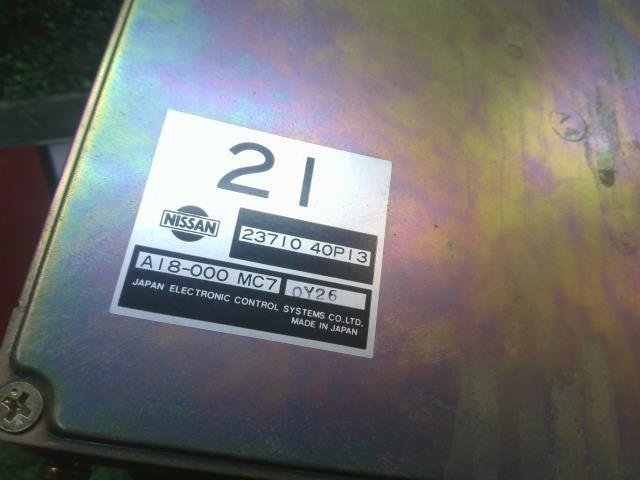 21
NISSAN
23710 40P13
A18-000 MC7
0Y26
JAPAN ELECTRONIC CONTROL SYSTEMS CO.LTD.
MADE IN JAPAN